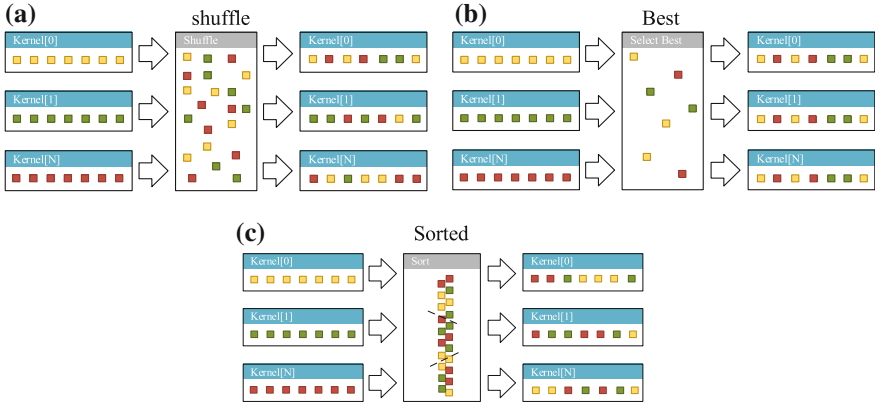 (a) shuffle
Kernel[0] Shuffle Kernel[0]
Kernel[1] Kernel[1]
Kernel[N] Kernel[N]
(b) Best
Kernel[0] Select Best Kernel[0]
Kernel[1] Kernel[1]
Kernel[N] Kernel[N]
(c) Sorted
Kernel[0] Sort Kernel[0]
Kernel[1] Kernel[1]
Kernel[N] Kernel[N]